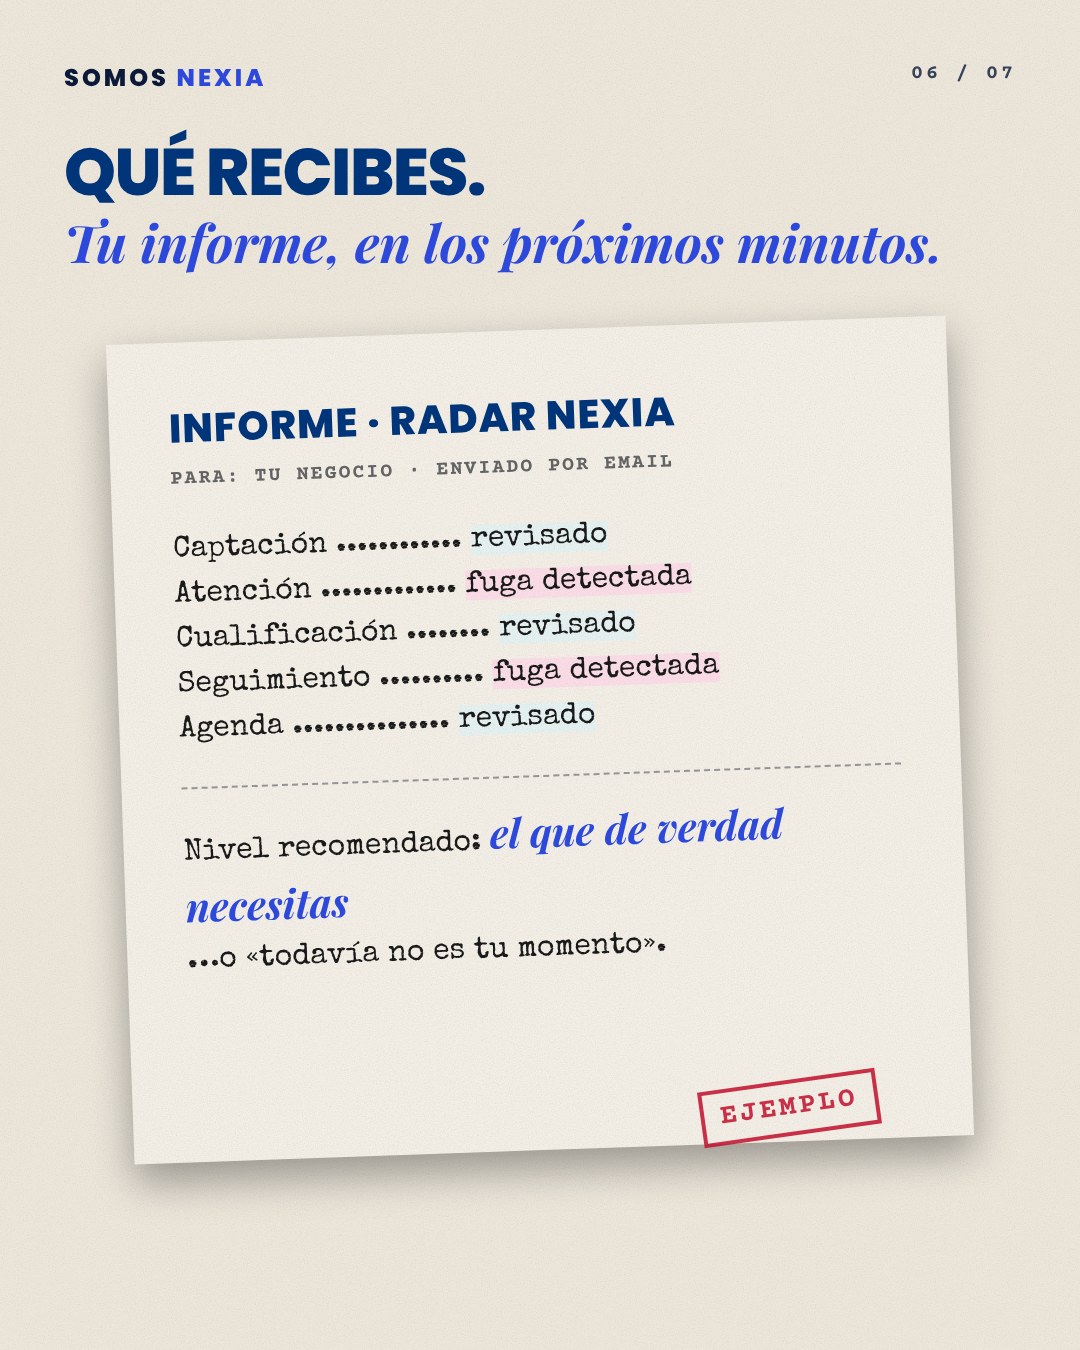 SOMOS NEXIA
06 / 07
QUÉ RECIBES.
Tu informe, en los próximos minutos.
INFORME · RADAR NEXIA
PARA: TU NEGOCIO · ENVIADO POR EMAIL
Captación ............ revisado
Atención ............. fuga detectada
Cualificación ........ revisado
Seguimiento .......... fuga detectada
Agenda ............... revisado
Nivel recomendado: el que de verdad
necesitas
...o «todavía no es tu momento».
EJEMPLO